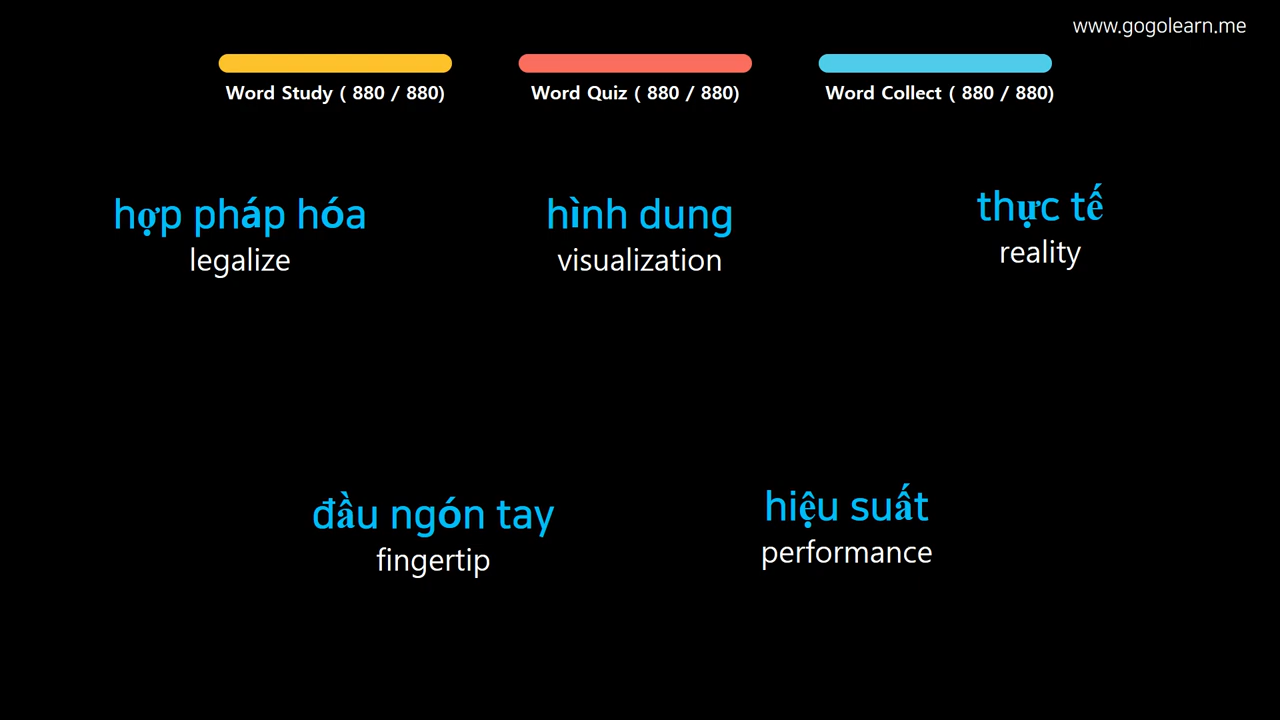 www.gogolearn.me
Word Study ( 880 / 880)
Word Quiz ( 880 / 880)
Word Collect ( 880 / 880)
hợp pháp hóa
legalize
hình dung
visualization
thực tế
reality
đầu ngón tay
fingertip
hiệu suất
performance